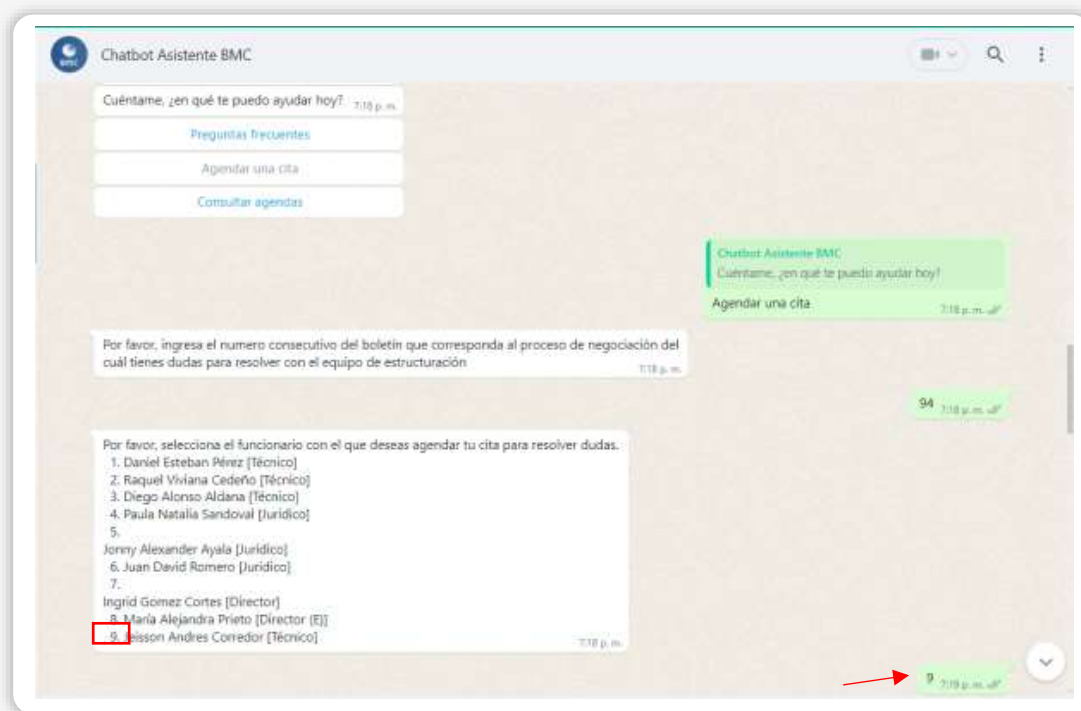 BMC
Chatbot Asistente BMC
Cuéntame, ¿en qué te puedo ayudar hoy? 7:18 p. m.
Preguntas frecuentes
Agendar una cita
Consultar agendas
Chatbot Asistente BMC
Cuéntame, ¿en qué te puedo ayudar hoy?
Agendar una cita
7:18 p. m.
Por favor, ingresa el numero consecutivo del boletín que corresponda al proceso de negociación del
cuál tienes dudas para resolver con el equipo de estructuración
7:18 p. m.
94 7:18 p. m.
Por favor, selecciona el funcionario con el que deseas agendar tu cita para resolver dudas.
1. Daniel Esteban Pérez [Técnico]
2. Raquel Viviana Cedeño [Técnico]
3. Diego Alonso Aldana [Técnico]
4. Paula Natalia Sandoval [Jurídico]
5.
Jonny Alexander Ayala [Jurídico]
6. Juan David Romero [Jurídico]
7.
Ingrid Gomez Cortes [Director]
8. María Alejandra Prieto [Director (E)]
9. Jeisson Andres Corredor [Técnico]
7:18 p. m.
9 7:19 p. m.